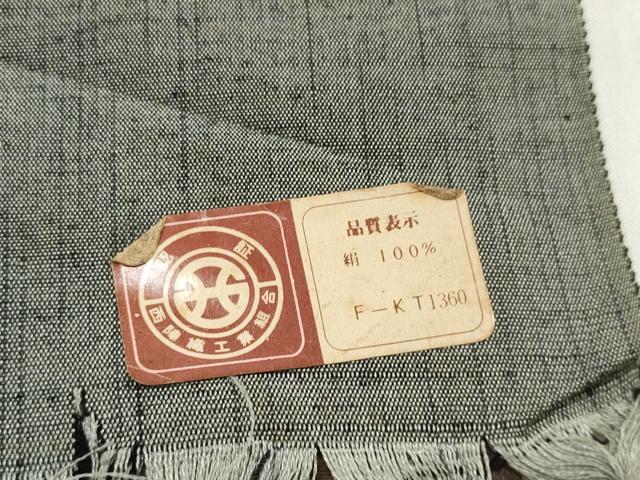 証
西陣織工業組合
品質表示
絹 100%
F-KT1360